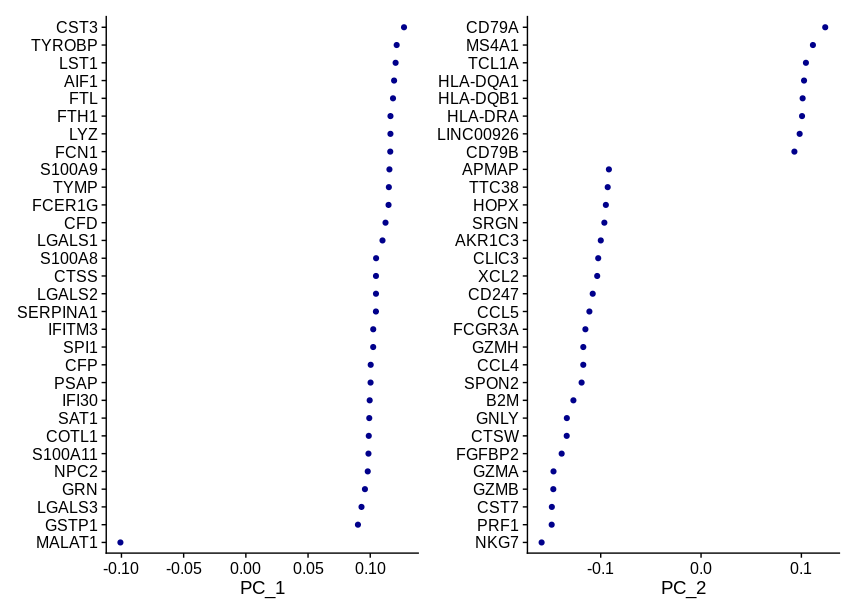 CST3
TYROBP
LST1
AIF1
FTL
FTH1
LYZ
FCN1
S100A9
TYMP
FCER1G
CFD
LGALS1
S100A8
CTSS
LGALS2
SERPINA1
IFITM3
SPI1
CFP
PSAP
IFI30
SAT1
COTL1
S100A11
NPC2
GRN
LGALS3
GSTP1
MALAT1
-0.10 -0.05 0.00 0.05 0.10
PC_1
CD79A
MS4A1
TCL1A
HLA-DQA1
HLA-DQB1
HLA-DRA
LINC00926
CD79B
APMAP
TTC38
HOPX
SRGN
AKR1C3
CLIC3
XCL2
CD247
CCL5
FCGR3A
GZMH
CCL4
SPON2
B2M
GNLY
CTSW
FGFBP2
GZMA
GZMB
CST7
PRF1
NKG7
-0.1 0.0 0.1
PC_2